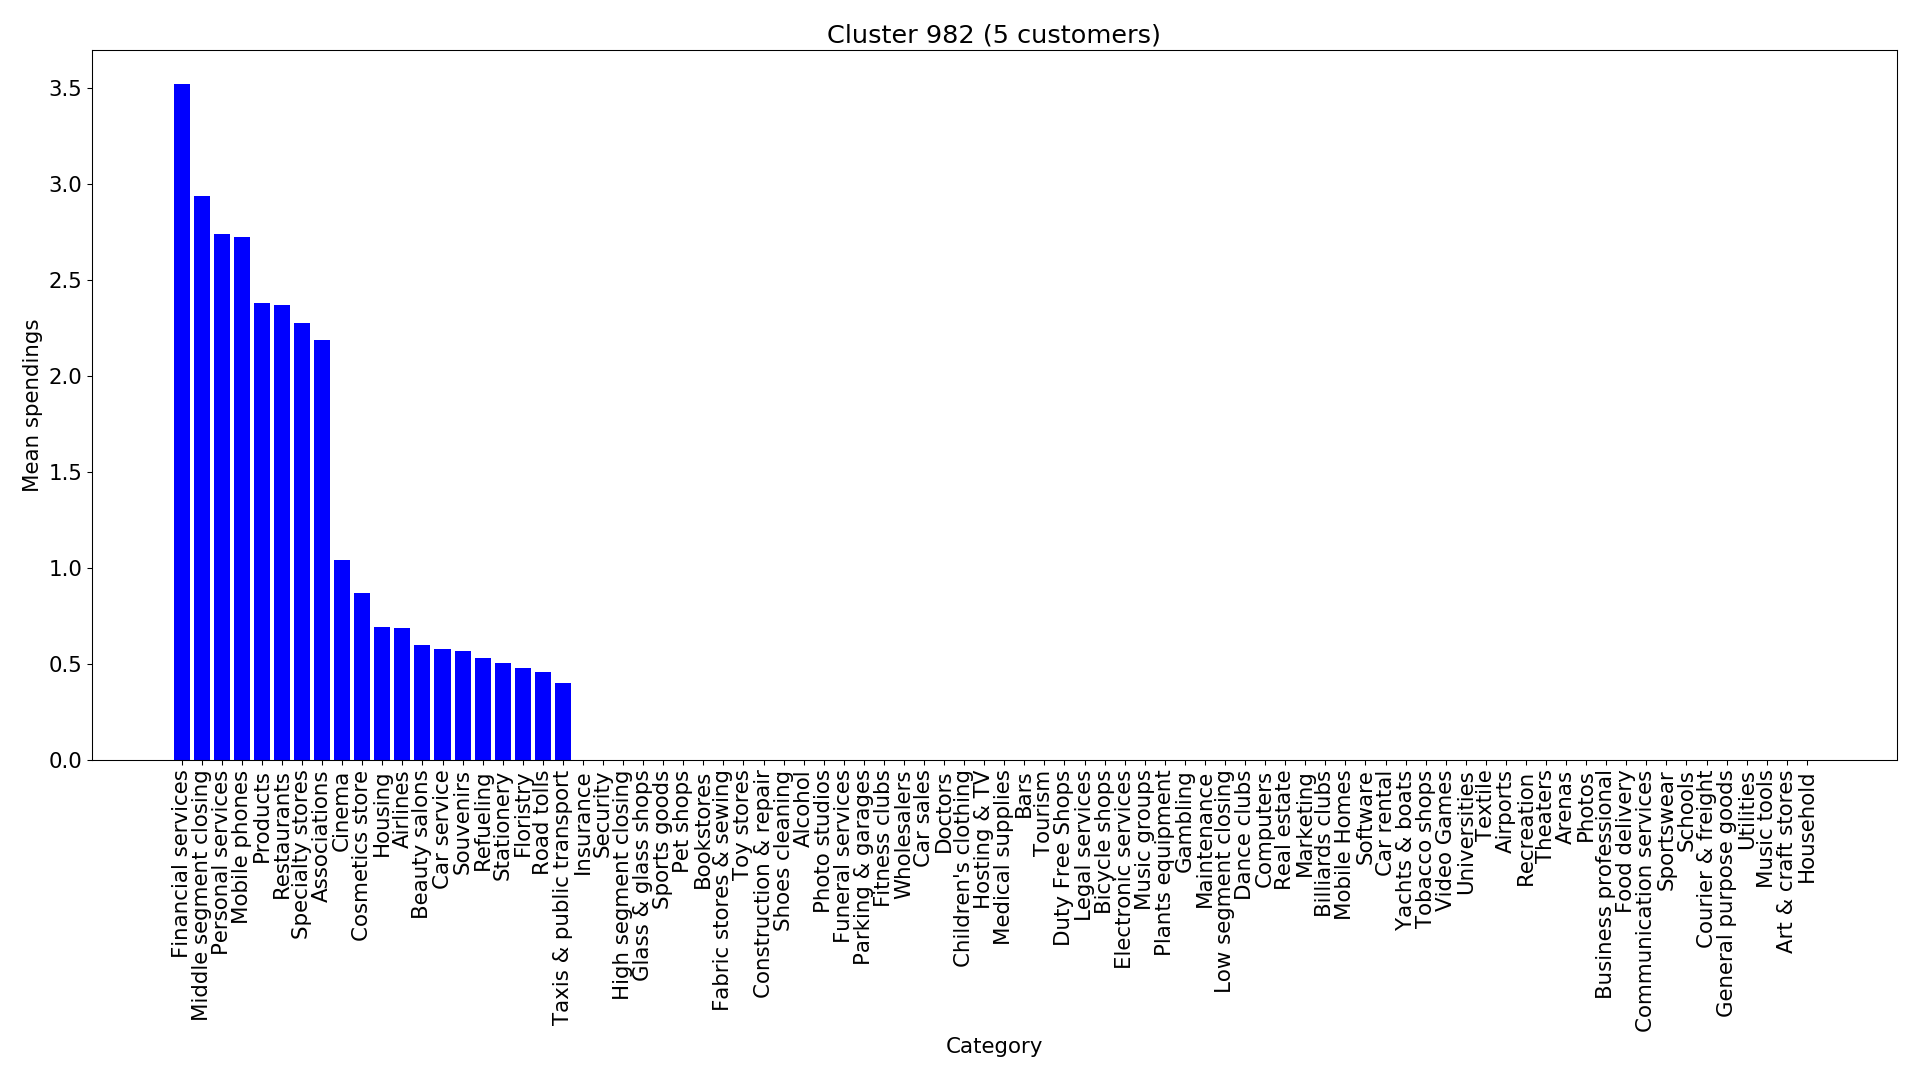 Cluster 982 (5 customers)
3.5
3.0
2.5
2.0
1.5
1.0
0.5
0.0
Mean spendings
Financial services
Middle segment closing
Personal services
Mobile phones
Products
Restaurants
Specialty stores
Associations
Cinema
Cosmetics store
Housing
Airlines
Beauty salons
Car service
Souvenirs
Refueling
Stationery
Floristry
Road tolls
Taxis & public transport
Insurance
Security
High segment closing
Glass & glass shops
Sports goods
Pet shops
Bookstores
Fabric stores & sewing
Toy stores
Construction & repair
Shoes cleaning
Alcohol
Photo studios
Funeral services
Parking & garages
Fitness clubs
Wholesalers
Car sales
Doctors
Children's clothing
Hosting & TV
Medical supplies
Bars
Tourism
Duty Free Shops
Legal services
Bicycle shops
Electronic services
Music groups
Plants equipment
Gambling
Maintenance
Low segment closing
Dance clubs
Computers
Real estate
Marketing
Billiards clubs
Mobile Homes
Software
Car rental
Yachts & boats
Tobacco shops
Video Games
Universities
Textile
Airports
Recreation
Theaters
Arenas
Photos
Business professional
Food delivery
Communication services
Sportswear
Schools
Courier & freight
General purpose goods
Utilities
Music tools
Art & craft stores
Household
Category